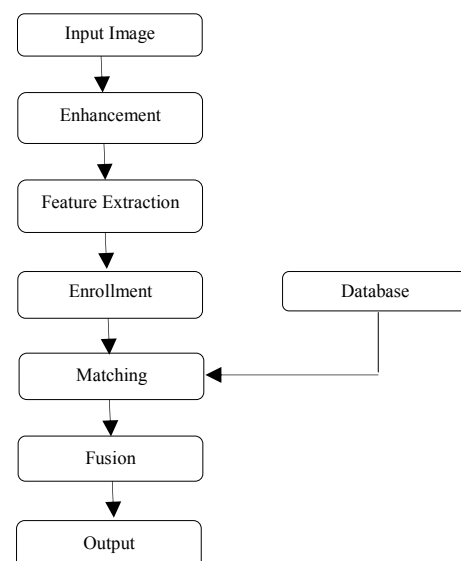 Input Image
Enhancement
Feature Extraction
Enrollment
Database
Matching
Fusion
Output